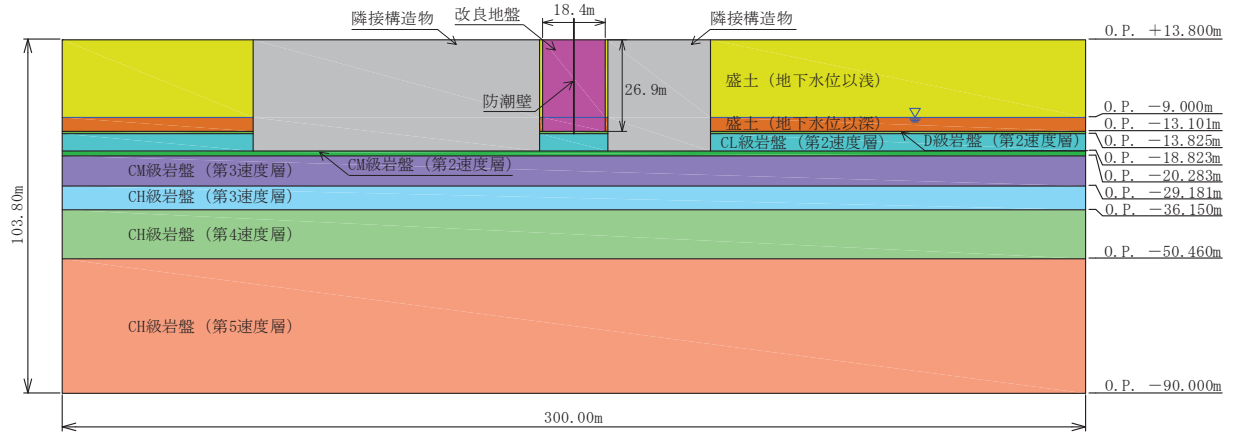 18.4m
隣接構造物
改良地盤
隣接構造物
O.P. +13.800m
盛土（地下水位以浅）
26.9m
防潮壁
O.P. －9.000m
盛土（地下水位以深）
O.P. －13.101m
CL級岩盤（第2速度層）
D級岩盤（第2速度層）
O.P. －13.825m
CM級岩盤（第2速度層）
O.P. －18.823m
CM級岩盤（第3速度層）
O.P. －20.283m
CH級岩盤（第3速度層）
O.P. －29.181m
O.P. －36.150m
CH級岩盤（第4速度層）
103.80m
O.P. －50.460m
CH級岩盤（第5速度層）
O.P. －90.000m
300.00m